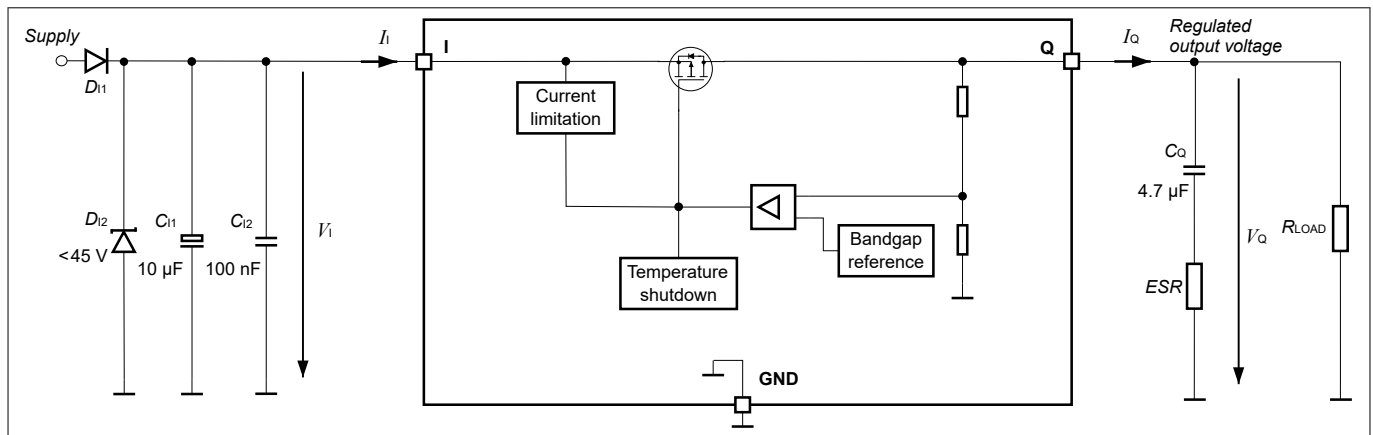 Supply
II
I
Q
IQ
Regulated
output voltage
DI1
Current
limitation
CQ
4.7 µF
DI2
<45 V
CI1
10 µF
CI2
100 nF
VI
Bandgap
reference
Temperature
shutdown
ESR
VQ
RLOAD
GND